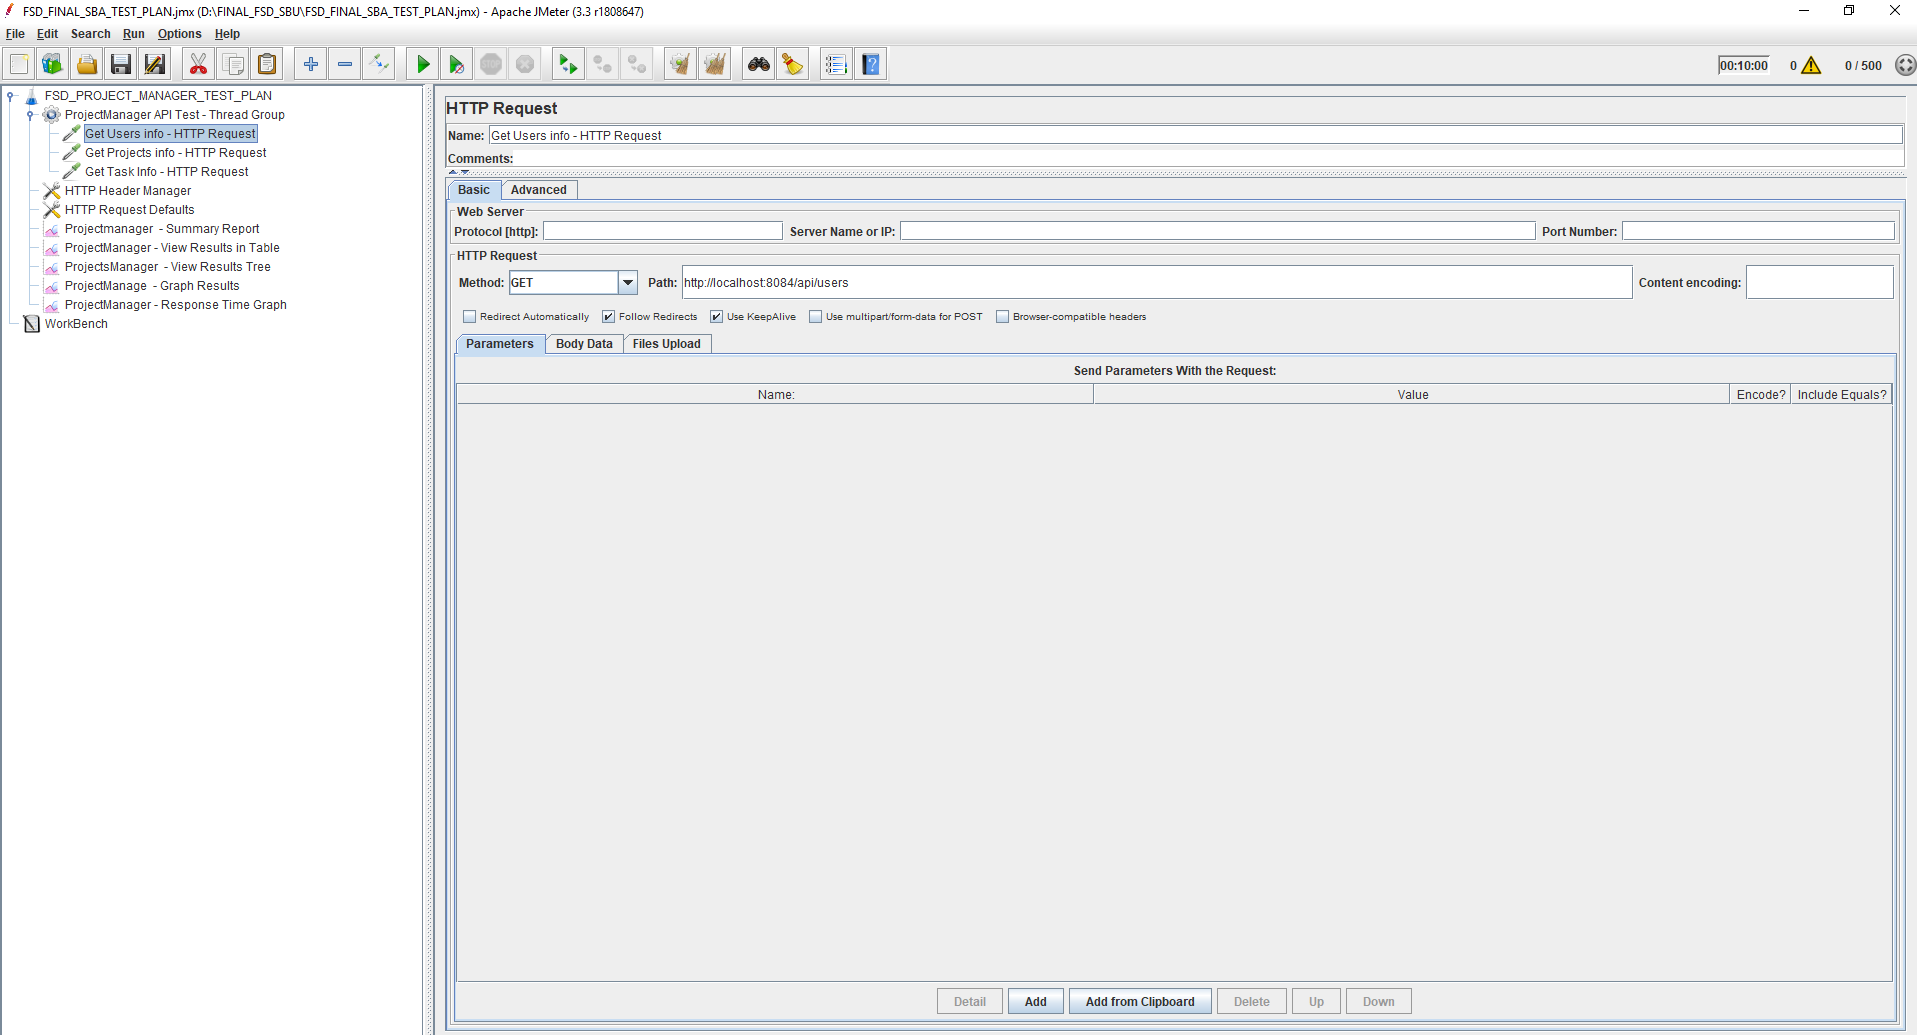 FSD_FINAL_SBA_TEST_PLAN.jmx (D:\FINAL_FSD_SBU\FSD_FINAL_SBA_TEST_PLAN.jmx) - Apache JMeter (3.3 r1808647)
File Edit Search Run Options Help
STOP 00:10:00 0 0 / 500
FSD_PROJECT_MANAGER_TEST_PLAN
ProjectManager API Test - Thread Group
Get Users info - HTTP Request
Get Projects info - HTTP Request
Get Task Info - HTTP Request
HTTP Header Manager
HTTP Request Defaults
Projectmanager - Summary Report
ProjectManager - View Results in Table
ProjectsManager - View Results Tree
ProjectManage - Graph Results
ProjectManager - Response Time Graph
WorkBench
HTTP Request
Name: Get Users info - HTTP Request
Comments:
Basic Advanced
Web Server
Protocol [http]: Server Name or IP: Port Number:
HTTP Request
Method: GET Path: http://localhost:8084/api/users Content encoding:
Redirect Automatically Follow Redirects Use KeepAlive Use multipart/form-data for POST Browser-compatible headers
Parameters Body Data Files Upload
Send Parameters With the Request:
Name: Value Encode? Include Equals?
Detail Add Add from Clipboard Delete Up Down